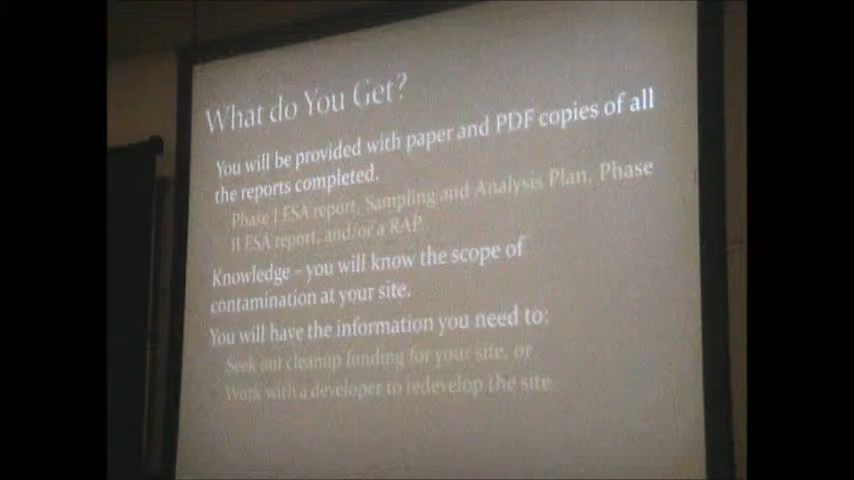 What do You Get?
You will be provided with paper and PDF copies of all
the reports completed.
Phase I ESA report, Sampling and Analysis Plan, Phase
II ESA report, and/or a RAP.
Knowledge - you will know the scope of
contamination at your site.
You will have the information you need to:
Seek out cleanup funding for your site, or
Work with a developer to redevelop the site